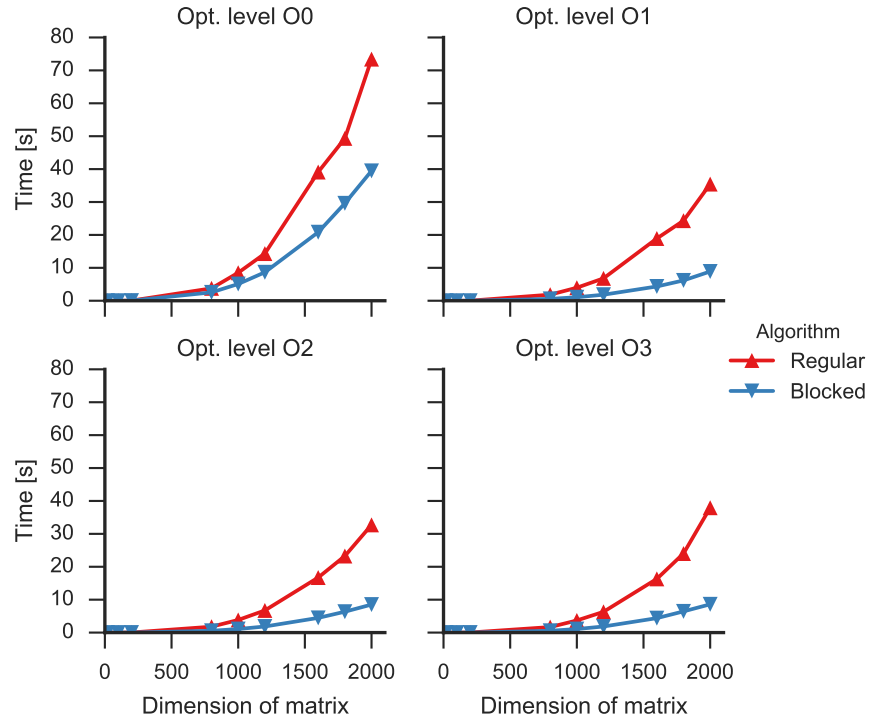 Opt. level O0
Opt. level O1
80
70
60
50
40
30
20
10
0
Time [s]
Opt. level O2
Opt. level O3
80
70
60
50
40
30
20
10
0
Time [s]
0 500 1000 1500 2000
0 500 1000 1500 2000
Dimension of matrix
Dimension of matrix
Algorithm
Regular
Blocked